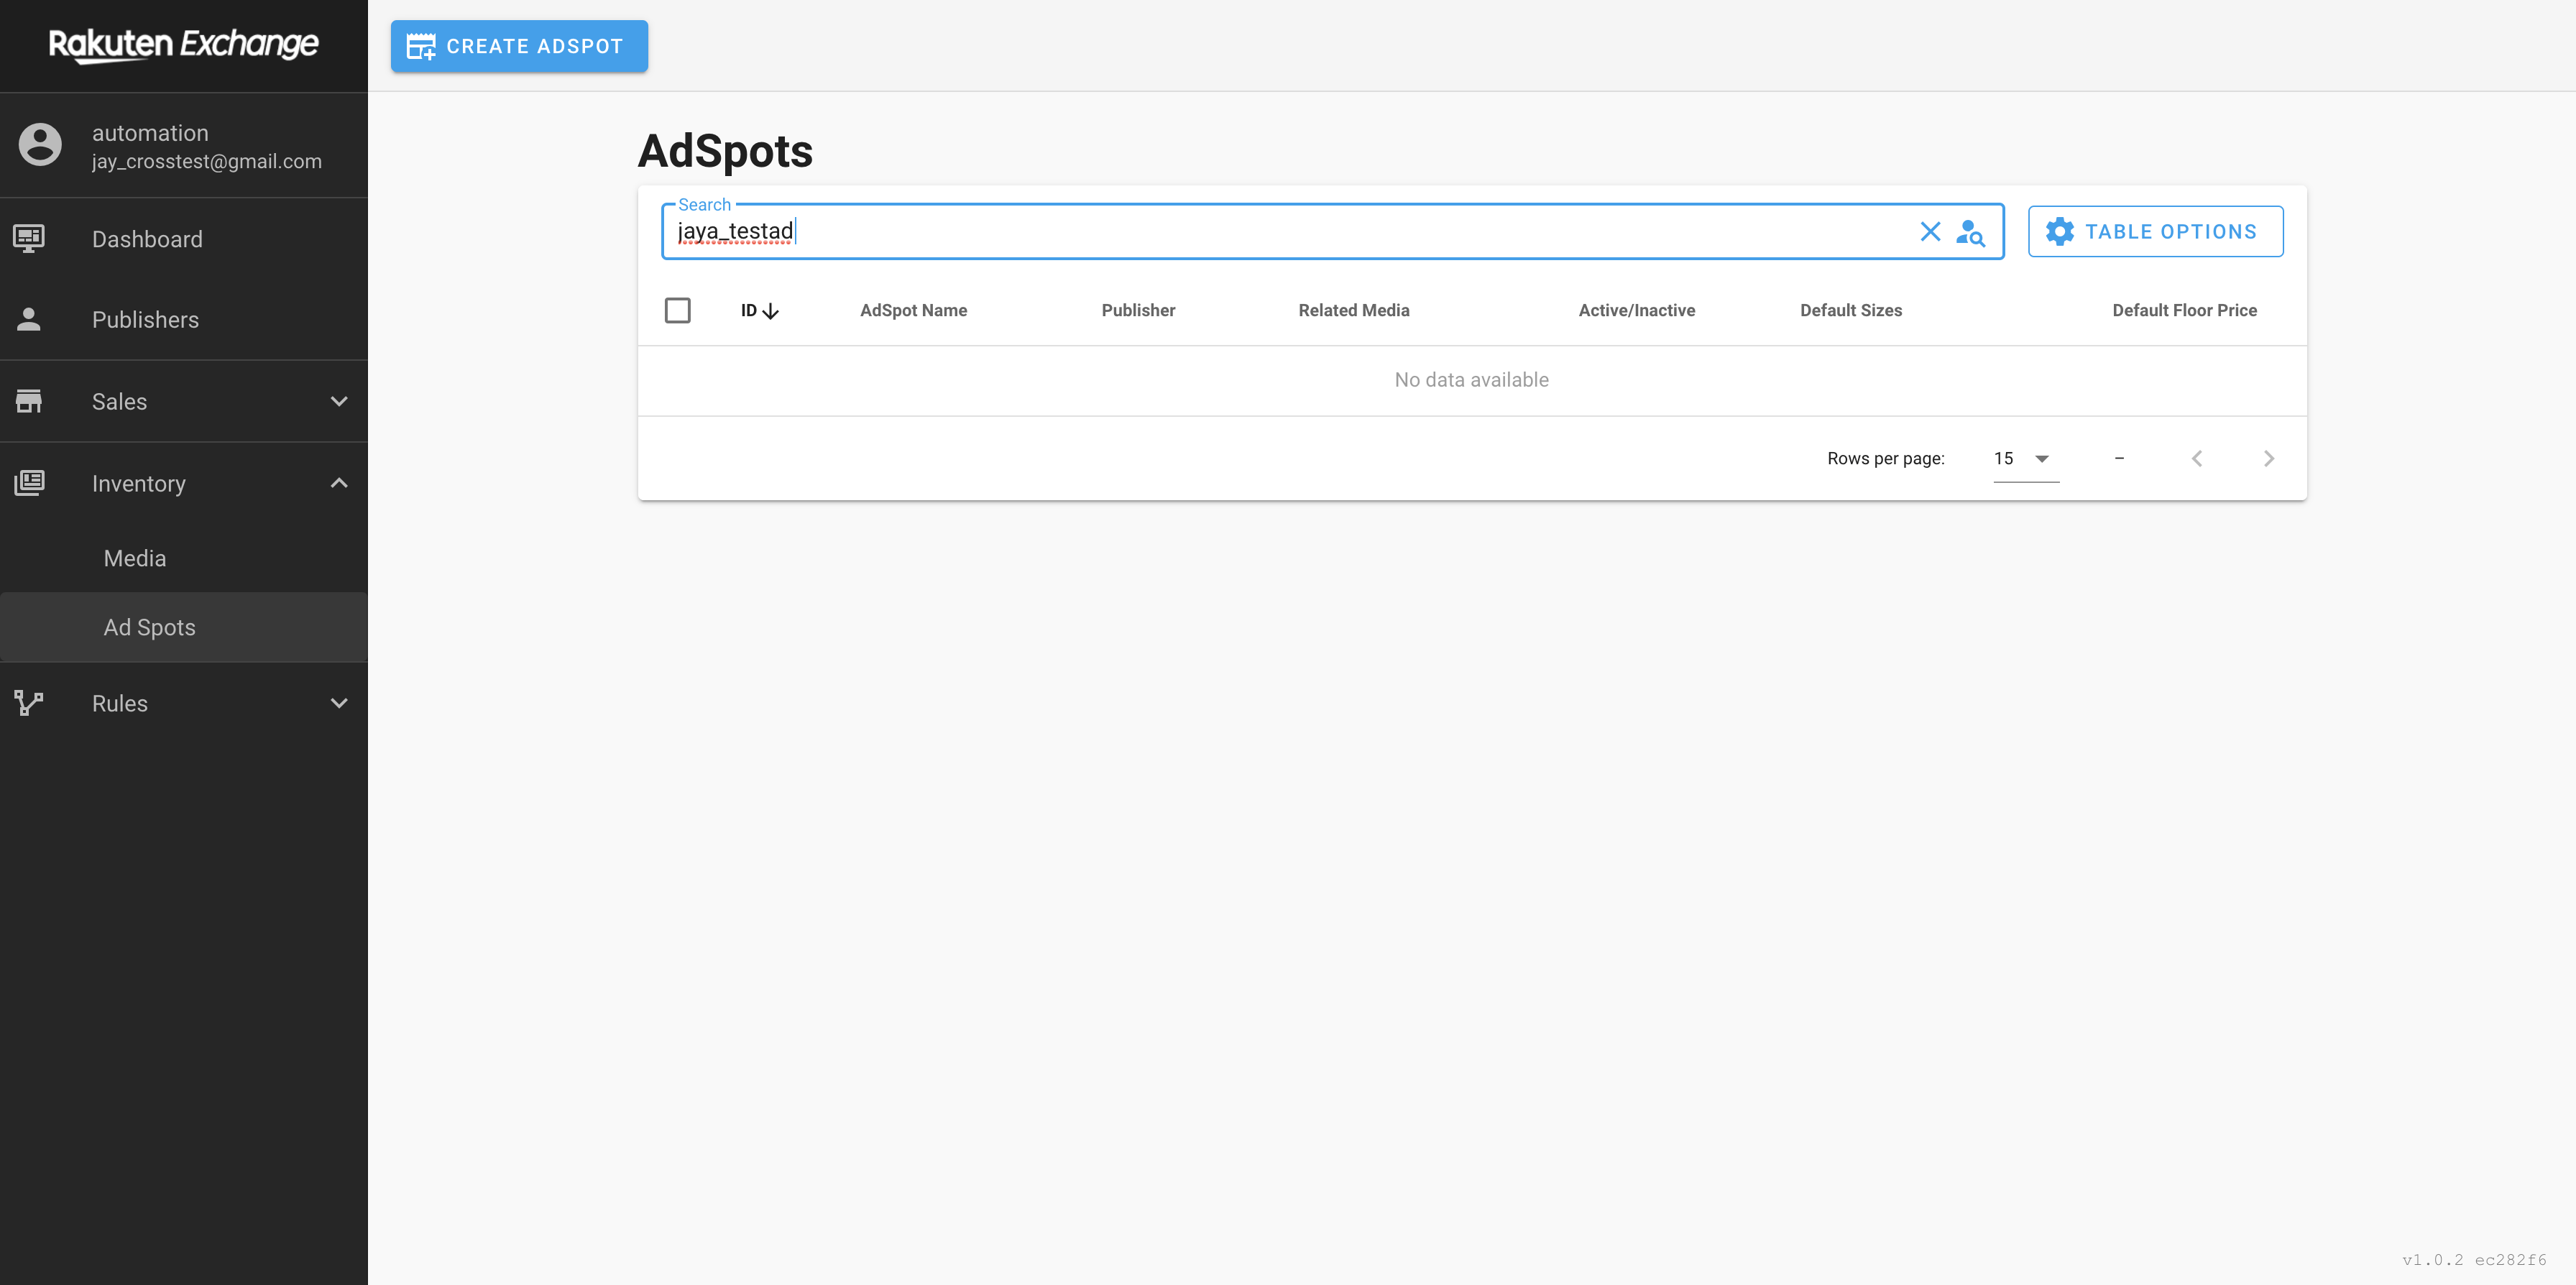 Rakuten Exchange
CREATE ADSPOT
automation
jay_crosstest@gmail.com
Dashboard
Publishers
Sales
Inventory
Media
Ad Spots
Rules
AdSpots
Search
jaya_testad
TABLE OPTIONS
ID AdSpot Name Publisher Related Media Active/Inactive Default Sizes Default Floor Price
No data available
Rows per page: 15 –
v1.0.2 ec282f6